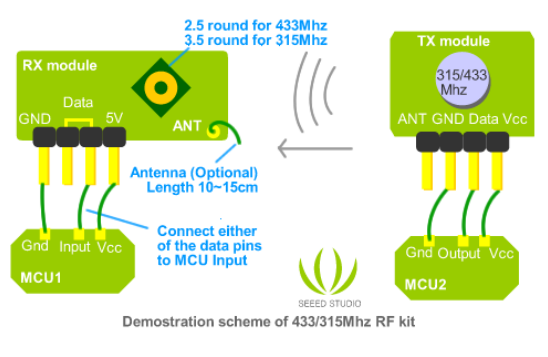 2.5 round for 433Mhz
3.5 round for 315MHz
RX module
Data
GND
5V
ANT
Antenna (Optional)
Length 10~15cm
Connect either
of the data pins
to MCU Input
Gnd Input Vcc
MCU1
TX module
315/433
Mhz
ANT GND Data Vcc
Gnd Output Vcc
MCU2
SEEED STUDIO
Demostration scheme of 433/315Mhz RF kit